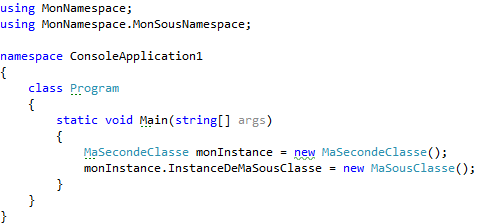 using MonNamespace;
using MonNamespace.MonSousNamespace;

namespace ConsoleApplication1
{
    class Program
    {
        static void Main(string[] args)
        {
            MaSecondeClasse monInstance = new MaSecondeClasse();
            monInstance.InstanceDeMaSousClasse = new MaSousClasse();
        }
    }
}